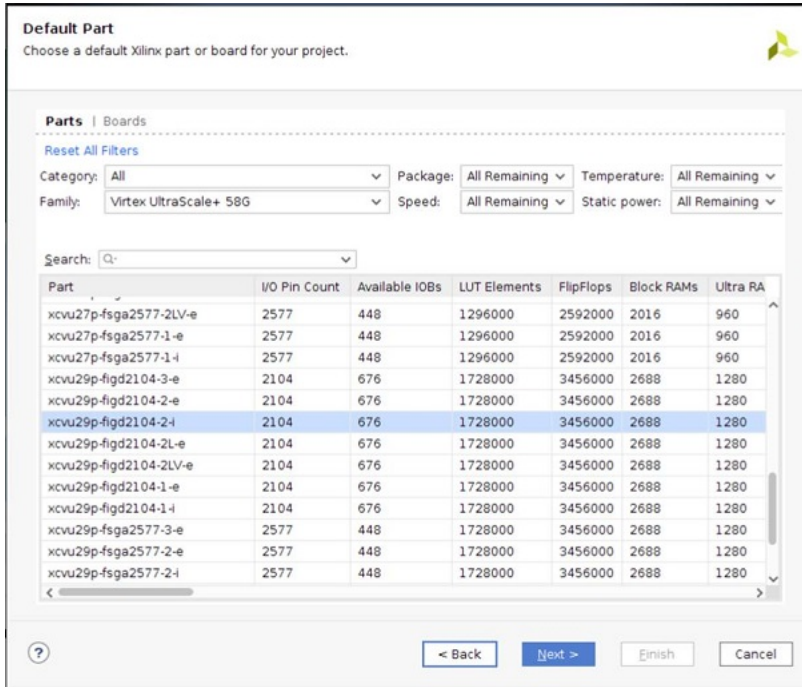 Default Part
Choose a default Xilinx part or board for your project.
Parts | Boards
Reset All Filters
Category: All Package: All Remaining Temperature: All Remaining
Family: Virtex UltraScale+ 58G Speed: All Remaining Static power: All Remaining
Search: Q-
Part I/O Pin Count Available IOBs LUT Elements FlipFlops Block RAMs Ultra RA
xcvu27p-fsga2577-2LV-e 2577 448 1296000 2592000 2016 960
xcvu27p-fsga2577-1-e 2577 448 1296000 2592000 2016 960
xcvu27p-fsga2577-1-i 2577 448 1296000 2592000 2016 960
xcvu29p-figd2104-3-e 2104 676 1728000 3456000 2688 1280
xcvu29p-figd2104-2-e 2104 676 1728000 3456000 2688 1280
xcvu29p-figd2104-2-i 2104 676 1728000 3456000 2688 1280
xcvu29p-figd2104-2L-e 2104 676 1728000 3456000 2688 1280
xcvu29p-figd2104-2LV-e 2104 676 1728000 3456000 2688 1280
xcvu29p-figd2104-1-e 2104 676 1728000 3456000 2688 1280
xcvu29p-figd2104-1-i 2104 676 1728000 3456000 2688 1280
xcvu29p-fsga2577-3-e 2577 448 1728000 3456000 2688 1280
xcvu29p-fsga2577-2-e 2577 448 1728000 3456000 2688 1280
xcvu29p-fsga2577-2-i 2577 448 1728000 3456000 2688 1280
? < Back Next > Finish Cancel